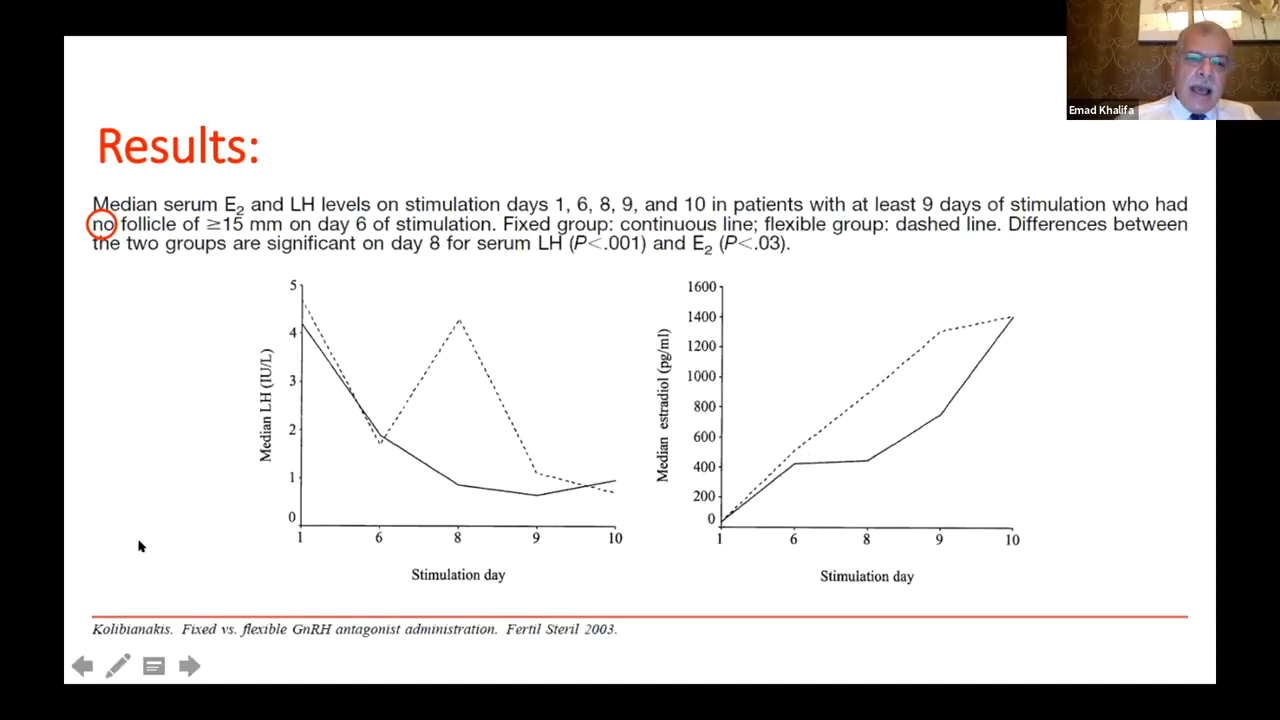 Emad Khalifa
Results:
Median serum E2 and LH levels on stimulation days 1, 6, 8, 9, and 10 in patients with at least 9 days of stimulation who had
no follicle of ≥15 mm on day 6 of stimulation. Fixed group: continuous line; flexible group: dashed line. Differences between
the two groups are significant on day 8 for serum LH (P<.001) and E2 (P<.03).
Median LH (IU/L)
5
4
3
2
1
0
1 6 8 9 10
Stimulation day
Median estradiol (pg/ml)
1600
1400
1200
1000
800
600
400
200
0
1 6 8 9 10
Stimulation day
Kolibianakis. Fixed vs. flexible GnRH antagonist administration. Fertil Steril 2003.